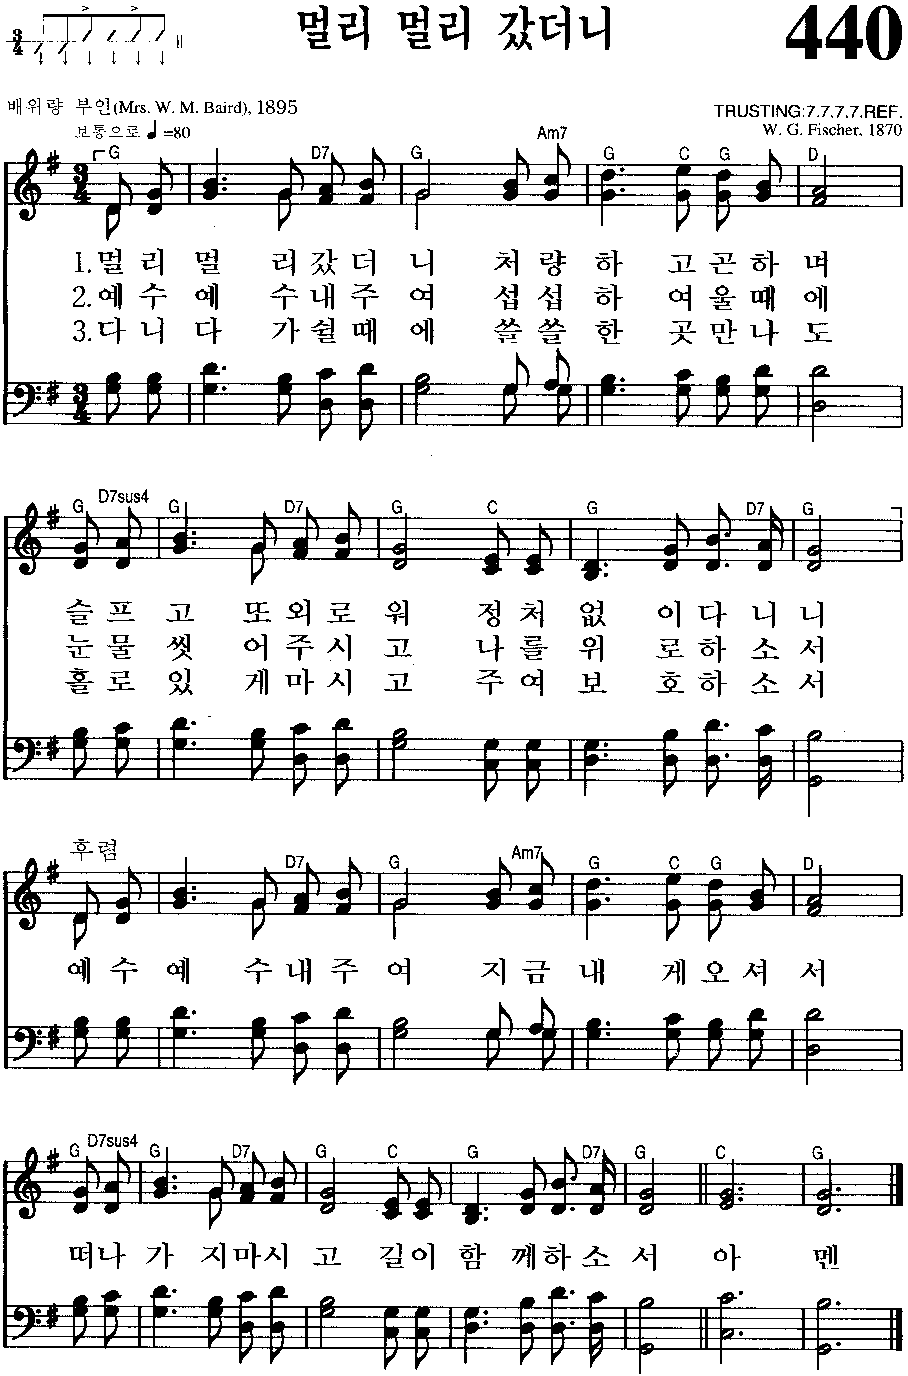 멀리 멀리 갔더니 440
배위량 부인(Mrs. W. M. Baird), 1895
TRUSTING:7.7.7.7.REF.
보통으로 ♩=80
W. G. Fischer, 1870
G D7 G Am7 G C G D
3/4
1.멀 리 멀 리 갔 더 니 처 량 하 고 곤 하 며
2.예 수 예 수 내 주 여 섭 섭 하 여 울 때 에
3.다 니 다 가 쉴 때 에 쓸 쓸 한 곳 만 나 도
G D7sus4 G D7 G C G D7 G
슬 프 고 또 외 로 워 정 처 없 이 다 니 니
눈 물 씻 어 주 시 고 나 를 위 로 하 소 서
홀 로 있 게 마 시 고 주 여 보 호 하 소 서
후렴
D7 G Am7 G C G D
예 수 예 수 내 주 여 지 금 내 게 오 셔 서
G D7sus4 G D7 G C G D7 G C G
떠 나 가 지 마 시 고 길 이 함 께 하 소 서 아 멘